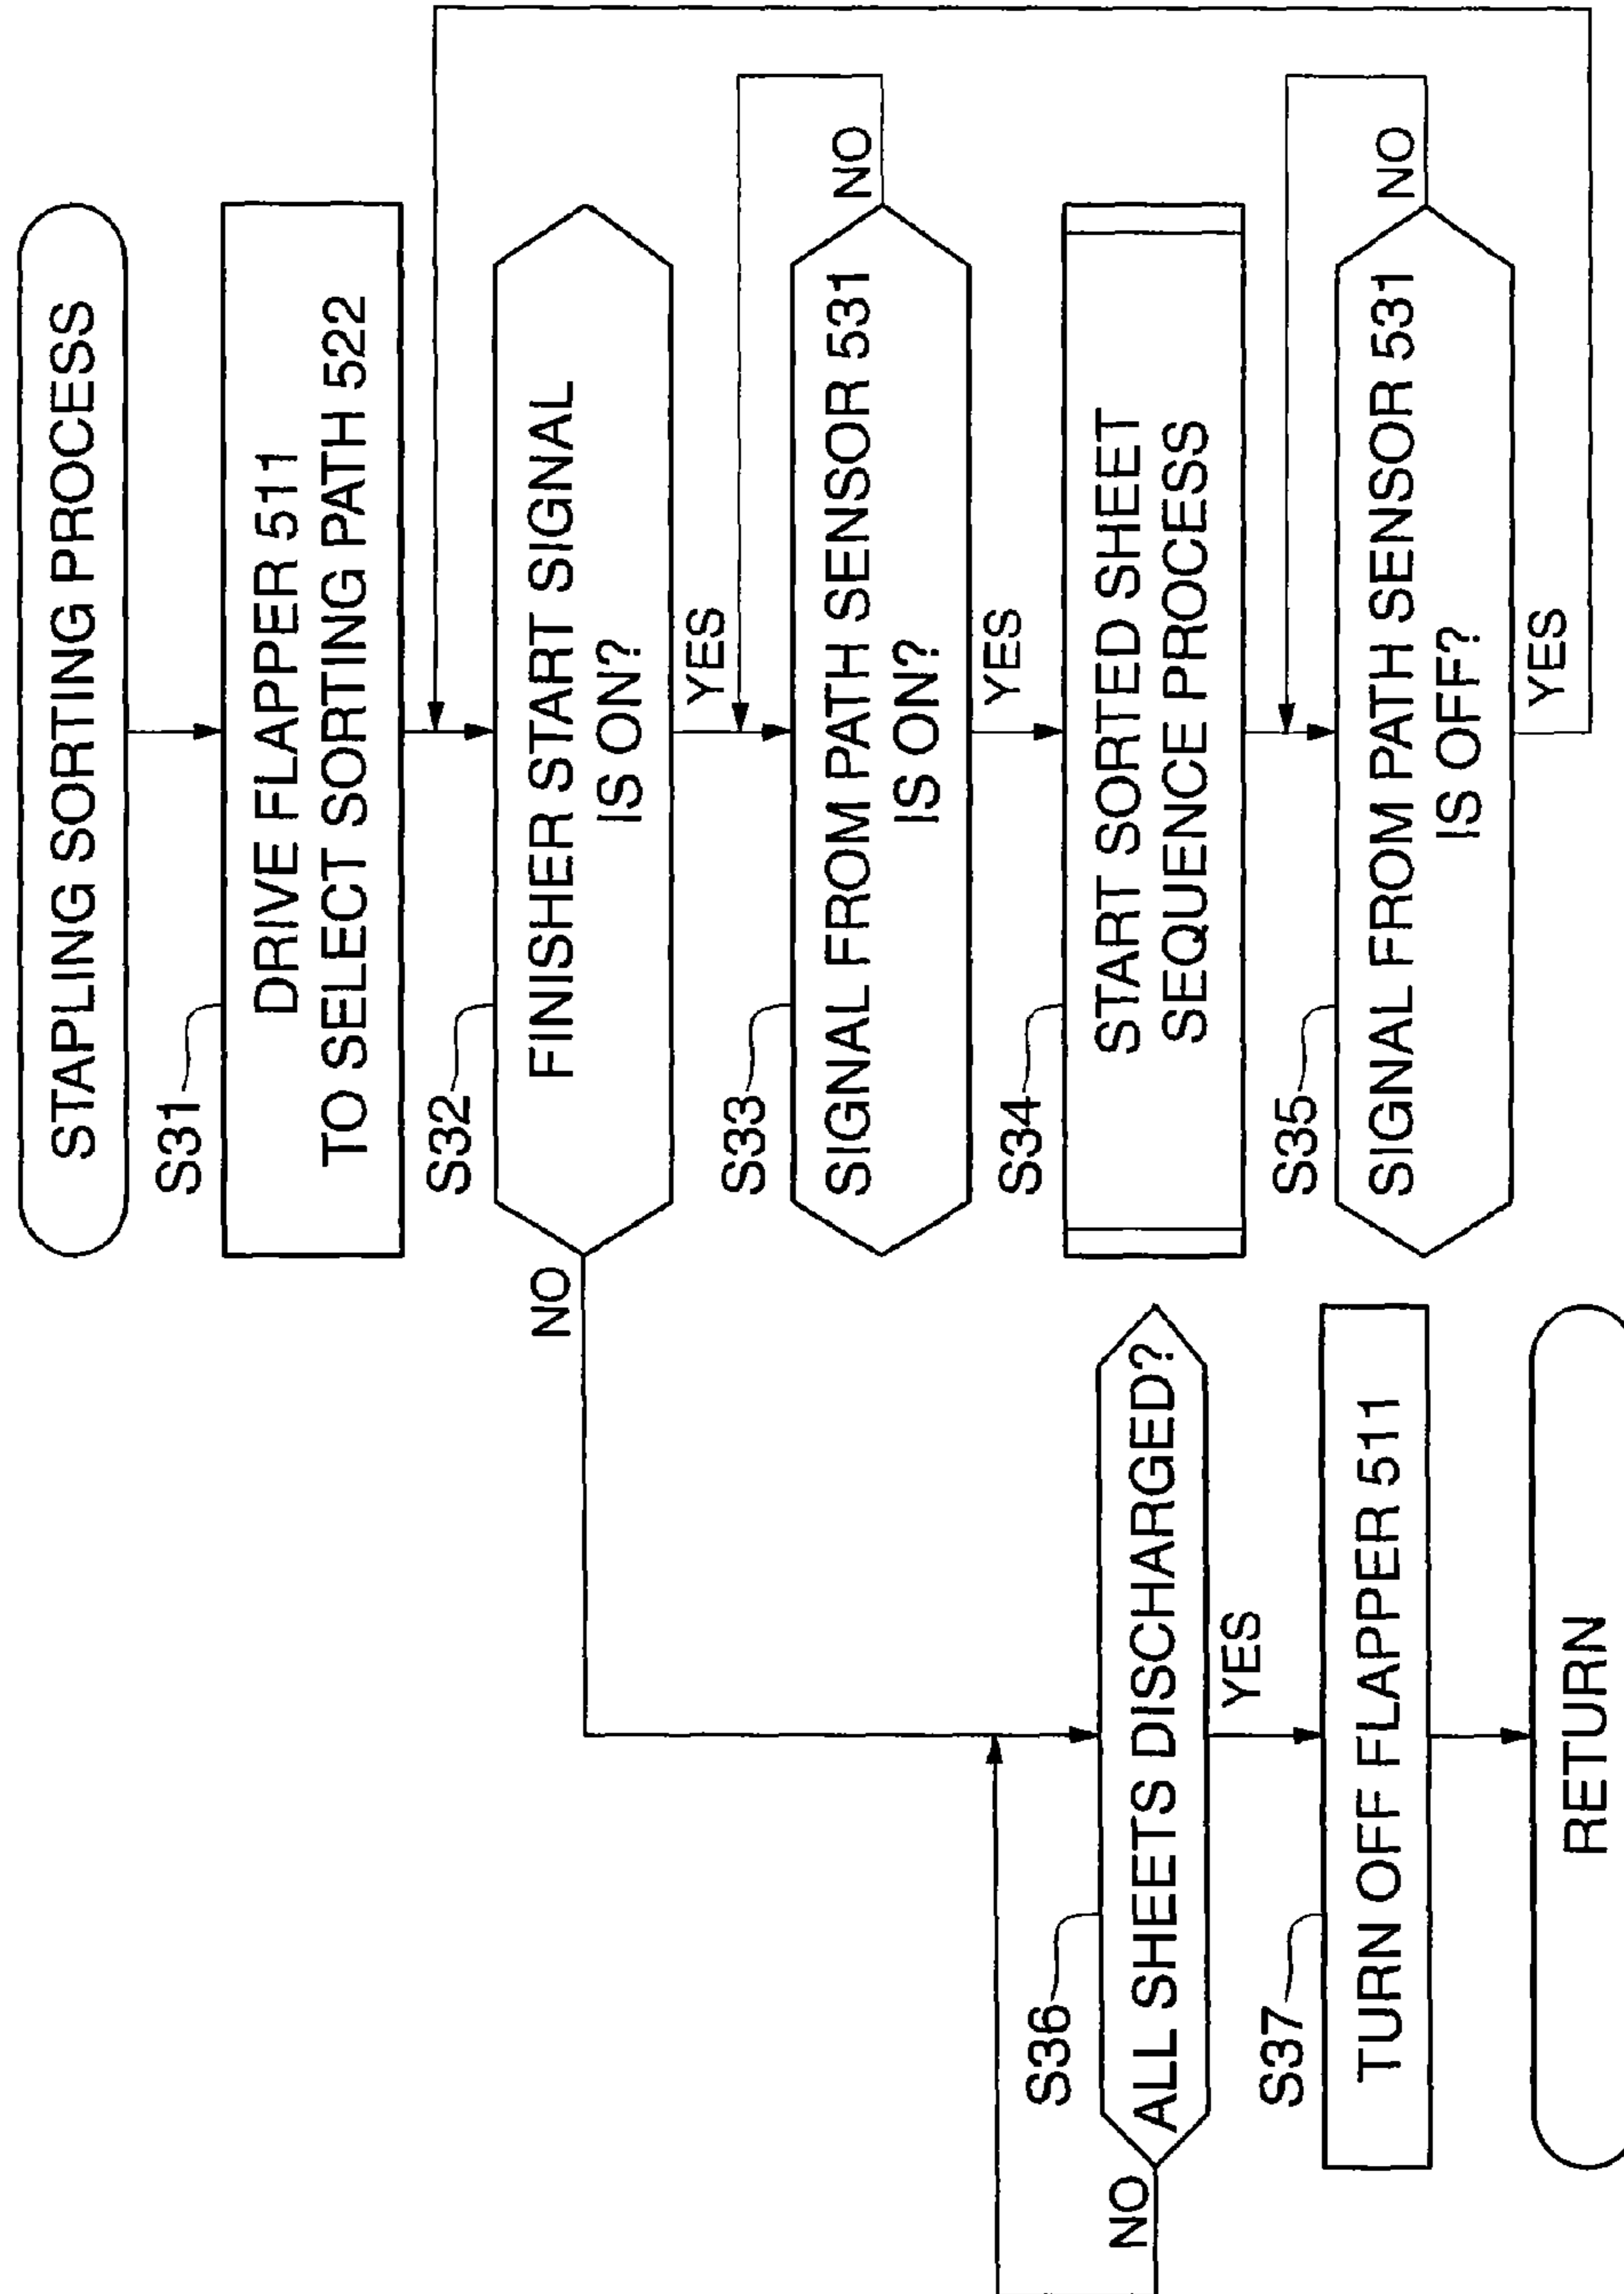 STAPLING SORTING PROCESS
S31
DRIVE FLAPPER 511
TO SELECT SORTING PATH 522
S32
FINISHER START SIGNAL
IS ON?
NO
YES
S33
SIGNAL FROM PATH SENSOR 531
IS ON?
NO
YES
S34
START SORTED SHEET
SEQUENCE PROCESS
S35
SIGNAL FROM PATH SENSOR 531
IS OFF?
NO
YES
S36
ALL SHEETS DISCHARGED?
NO
YES
S37
TURN OFF FLAPPER 511
RETURN